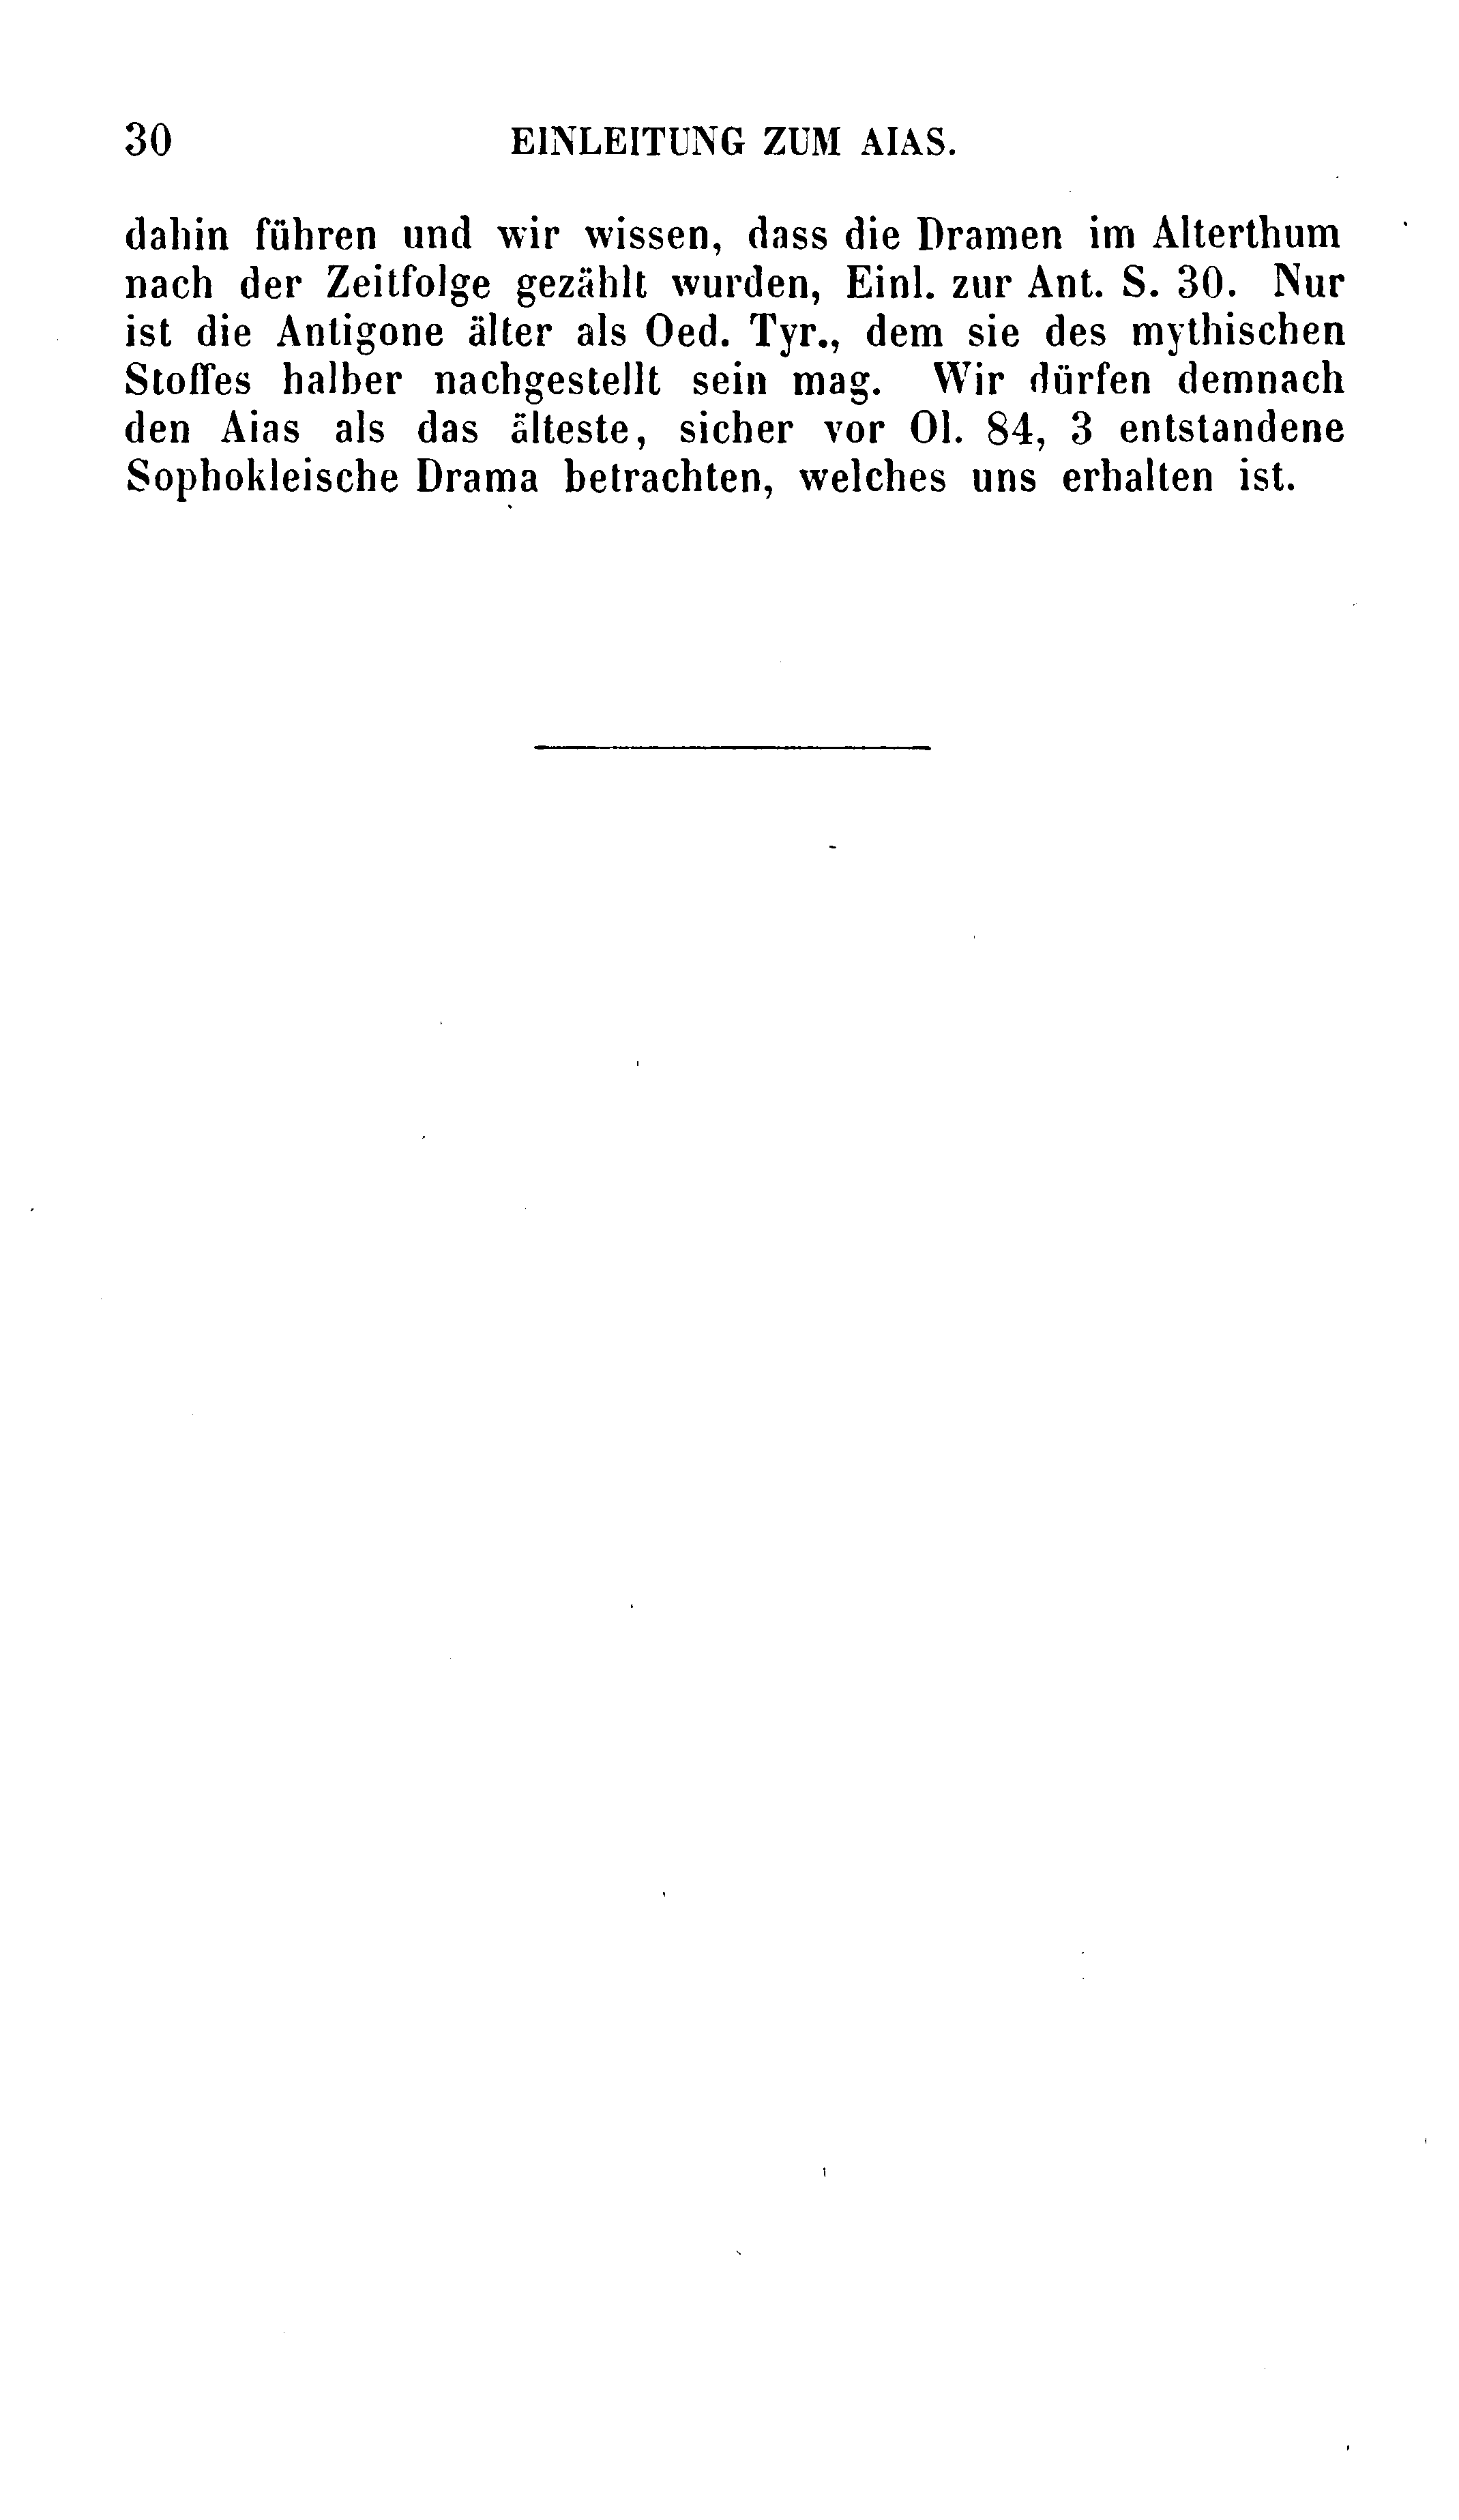 30 EINLEITUNG ZUM AIAS.
dahin führen und wir wissen, dass die Dramen im Alterthum
nach der Zeitfolge gezählt wurden, Einl. zur Ant. S. 30. Nur
ist die Antigone älter als Oed. Tyr., dem sie des mythischen
Stoffes halber nachgestellt sein mag. Wir dürfen demnach
den Aias als das älteste, sicher vor Ol. 84, 3 entstandene
Sophokleische Drama betrachten, welches uns erhalten ist.